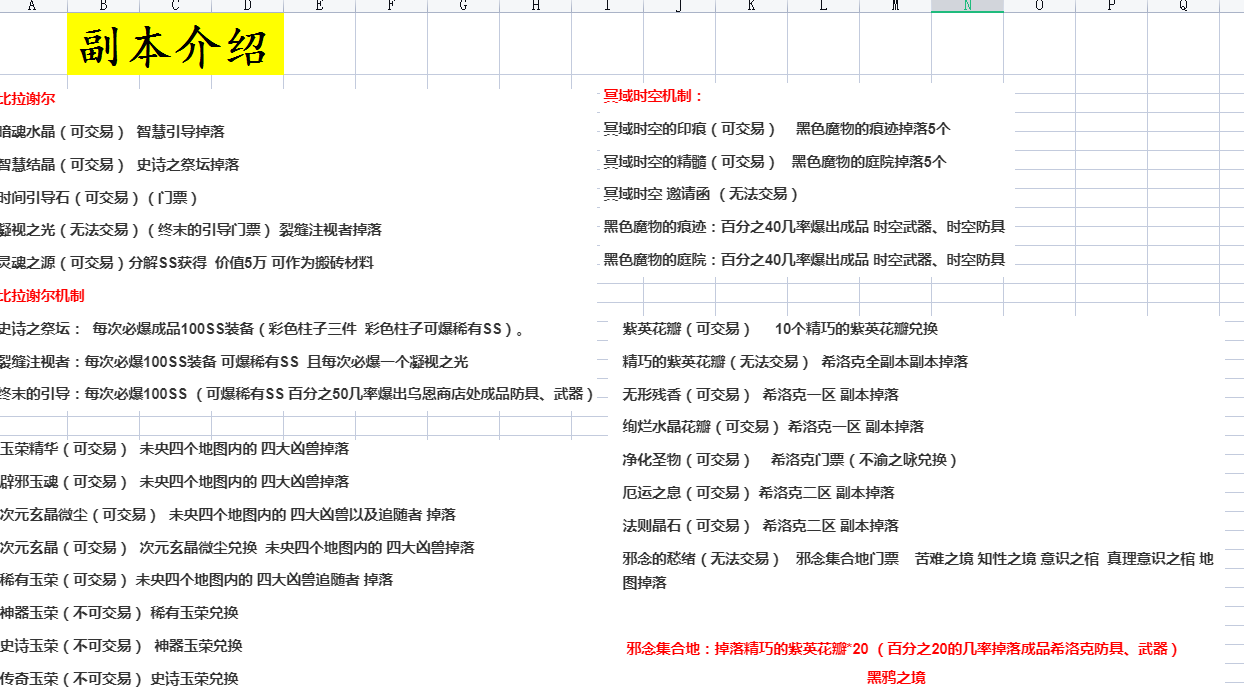 A B C D E F G H I J K L M N O P Q
副本介绍
比拉谢尔
暗魂水晶（可交易） 智慧引导掉落
智慧结晶（可交易） 史诗之祭坛掉落
时间引导石（可交易）（门票）
凝视之光（无法交易）（终末的引导门票） 裂缝注视者掉落
灵魂之源（可交易）分解SS获得 价值5万 可作为搬砖材料
比拉谢尔机制
史诗之祭坛： 每次必爆成品100SS装备（彩色柱子三件 彩色柱子可爆稀有SS）。
裂缝注视者：每次必爆100SS装备 可爆稀有SS 且每次必爆一个凝视之光
终末的引导：每次必爆100SS （可爆稀有SS 百分之50几率爆出乌恩商店处成品防具、武器）
玉荣精华（可交易） 未央四个地图内的 四大凶兽掉落
辟邪玉魂（可交易） 未央四个地图内的 四大凶兽掉落
次元玄晶微尘（可交易） 未央四个地图内的 四大凶兽以及追随者 掉落
次元玄晶（可交易） 次元玄晶微尘兑换 未央四个地图内的 四大凶兽掉落
稀有玉荣（可交易） 未央四个地图内的 四大凶兽追随者 掉落
神器玉荣（不可交易） 稀有玉荣兑换
史诗玉荣（不可交易） 神器玉荣兑换
传奇玉荣（不可交易） 史诗玉荣兑换
冥域时空机制：
冥域时空的印痕（可交易） 黑色魔物的痕迹掉落5个
冥域时空的精髓（可交易） 黑色魔物的庭院掉落5个
冥域时空 邀请函 （无法交易）
黑色魔物的痕迹：百分之40几率爆出成品 时空武器、时空防具
黑色魔物的庭院：百分之40几率爆出成品 时空武器、时空防具
紫英花瓣（可交易） 10个精巧的紫英花瓣兑换
精巧的紫英花瓣（无法交易） 希洛克全副本副本掉落
无形残香（可交易） 希洛克一区 副本掉落
绚烂水晶花瓣（可交易） 希洛克一区 副本掉落
净化圣物（可交易） 希洛克门票（不渝之咏兑换）
厄运之息（可交易） 希洛克二区 副本掉落
法则晶石（可交易） 希洛克二区 副本掉落
邪念的愁绪（无法交易） 邪念集合地门票 苦难之境 知性之境 意识之棺 真理意识之棺 地
图掉落
邪念集合地：掉落精巧的紫英花瓣*20 （百分之20的几率掉落成品希洛克防具、武器）
黑鸦之境